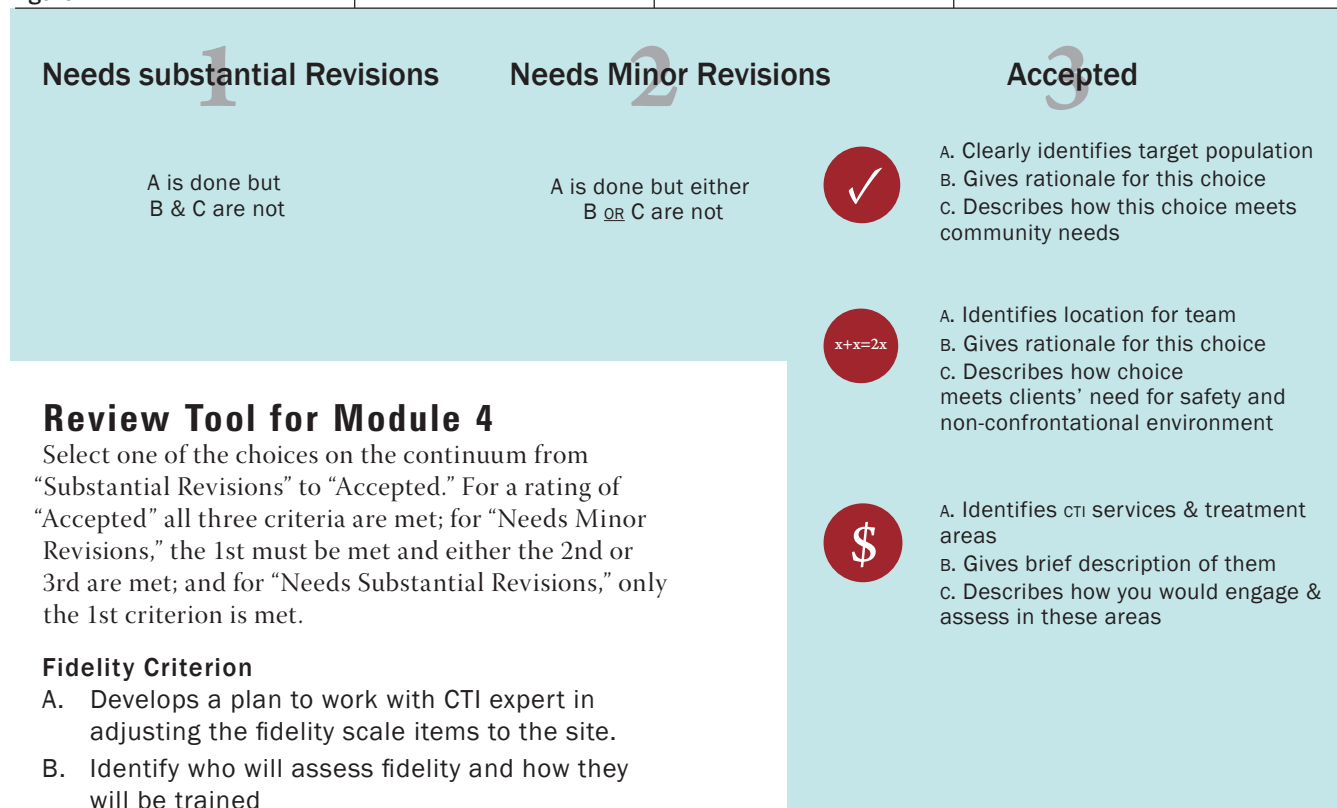 1
Needs substantial Revisions
2
Needs Minor Revisions
3
Accepted
A is done but
B & C are not
A is done but either
B OR C are not
✓
A. Clearly identifies target population
B. Gives rationale for this choice
C. Describes how this choice meets
community needs
x+x=2x
A. Identifies location for team
B. Gives rationale for this choice
C. Describes how choice
meets clients’ need for safety and
non-confrontational environment
$
A. Identifies CTI services & treatment
areas
B. Gives brief description of them
C. Describes how you would engage &
assess in these areas
Review Tool for Module 4
Select one of the choices on the continuum from
“Substantial Revisions” to “Accepted.” For a rating of
“Accepted” all three criteria are met; for “Needs Minor
Revisions,” the 1st must be met and either the 2nd or
3rd are met; and for “Needs Substantial Revisions,” only
the 1st criterion is met.
Fidelity Criterion
A. Develops a plan to work with CTI expert in
adjusting the fidelity scale items to the site.
B. Identify who will assess fidelity and how they
will be trained